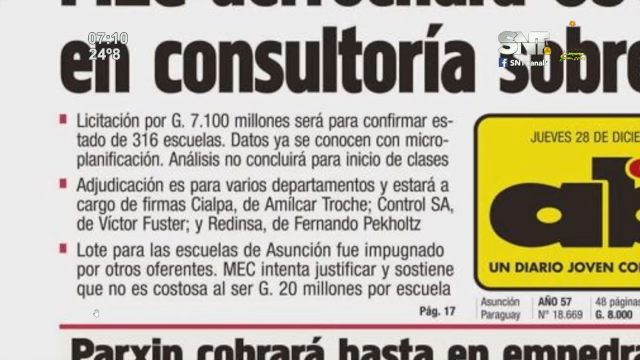 07:10
24°8
en consultoría sobre
SNT
SNTcanal
Licitación por G. 7.100 millones será para confirmar es-
tado de 316 escuelas. Datos ya se conocen con micro-
planificación. Análisis no concluirá para inicio de clases
Adjudicación es para varios departamentos y estará a
cargo de firmas Cialpa, de Amílcar Troche; Control SA,
de Víctor Fuster; y Redinsa, de Fernando Pekholtz
Lote para las escuelas de Asunción fue impugnado
por otros oferentes. MEC intenta justificar y sostiene
que no es costosa al ser G. 20 millones por escuela
Pág. 17
JUEVES 28 DE DICIE
ab
UN DIARIO JOVEN CO
Asunción
Paraguay
AÑO 57
N° 18.669
48 páginas
G. 8.000
Parxin cobrará hasta en empedra